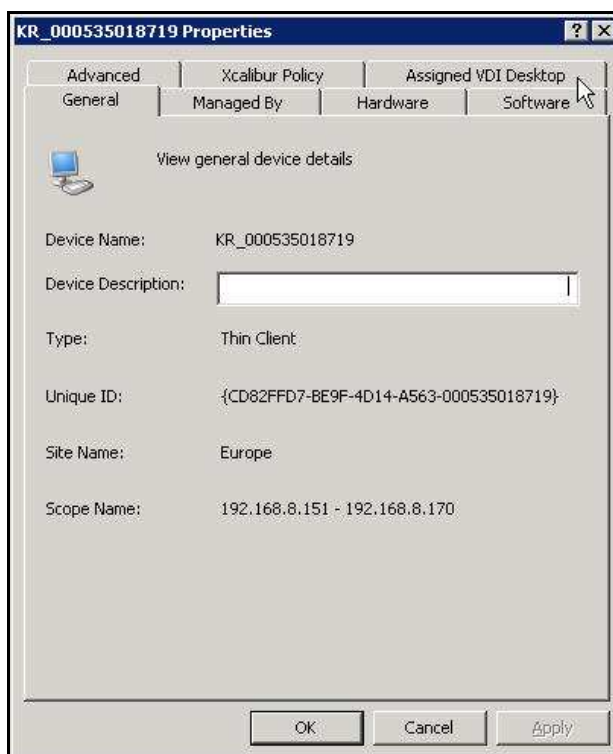 KR_000535018719 Properties
Advanced Xcalibur Policy Assigned VDI Desktop
General Managed By Hardware Software
View general device details
Device Name: KR_000535018719
Device Description:
Type: Thin Client
Unique ID: {CD82FFD7-BE9F-4D14-A563-000535018719}
Site Name: Europe
Scope Name: 192.168.8.151 - 192.168.8.170
OK Cancel Apply